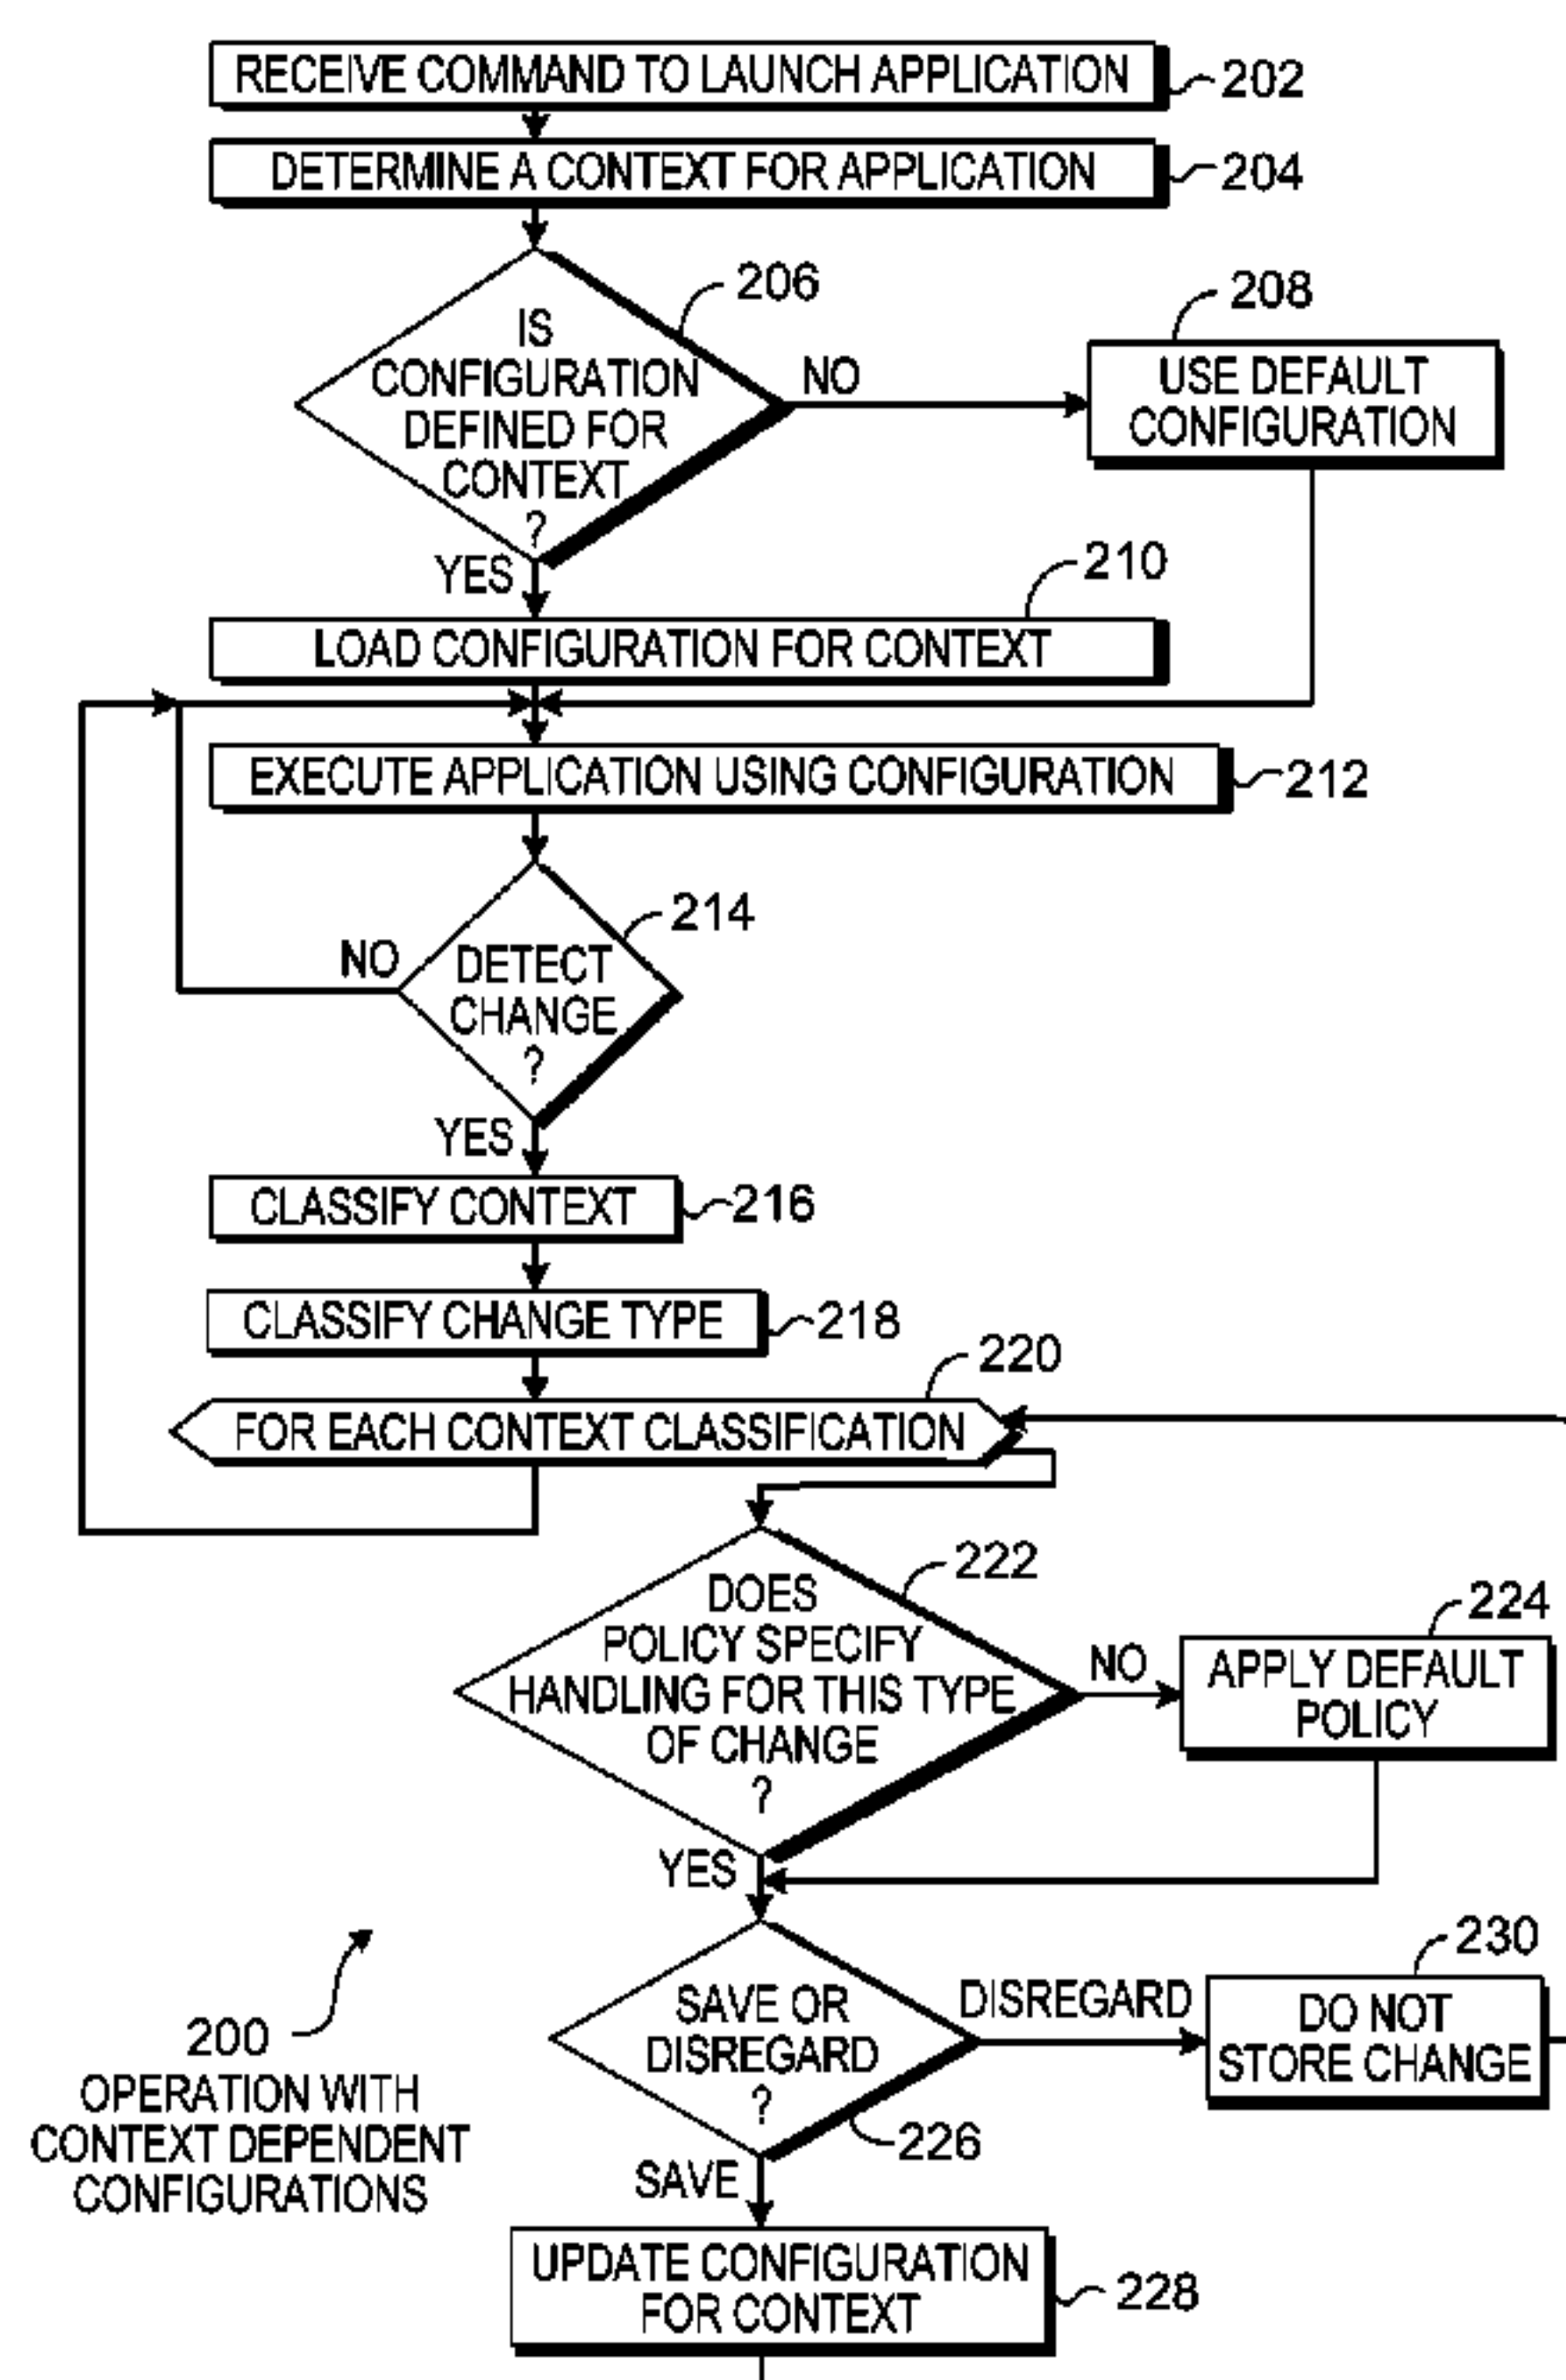 RECEIVE COMMAND TO LAUNCH APPLICATION
202
DETERMINE A CONTEXT FOR APPLICATION
204
206
IS
CONFIGURATION
DEFINED FOR
CONTEXT
?
NO
208
USE DEFAULT
CONFIGURATION
YES
210
LOAD CONFIGURATION FOR CONTEXT
EXECUTE APPLICATION USING CONFIGURATION
212
214
NO
DETECT
CHANGE
?
YES
CLASSIFY CONTEXT
216
CLASSIFY CHANGE TYPE
218
220
FOR EACH CONTEXT CLASSIFICATION
222
DOES
POLICY SPECIFY
HANDLING FOR THIS TYPE
OF CHANGE
?
NO
224
APPLY DEFAULT
POLICY
YES
230
SAVE OR
DISREGARD
?
DISREGARD
DO NOT
STORE CHANGE
226
200
OPERATION WITH
CONTEXT DEPENDENT
CONFIGURATIONS
SAVE
UPDATE CONFIGURATION
FOR CONTEXT
228